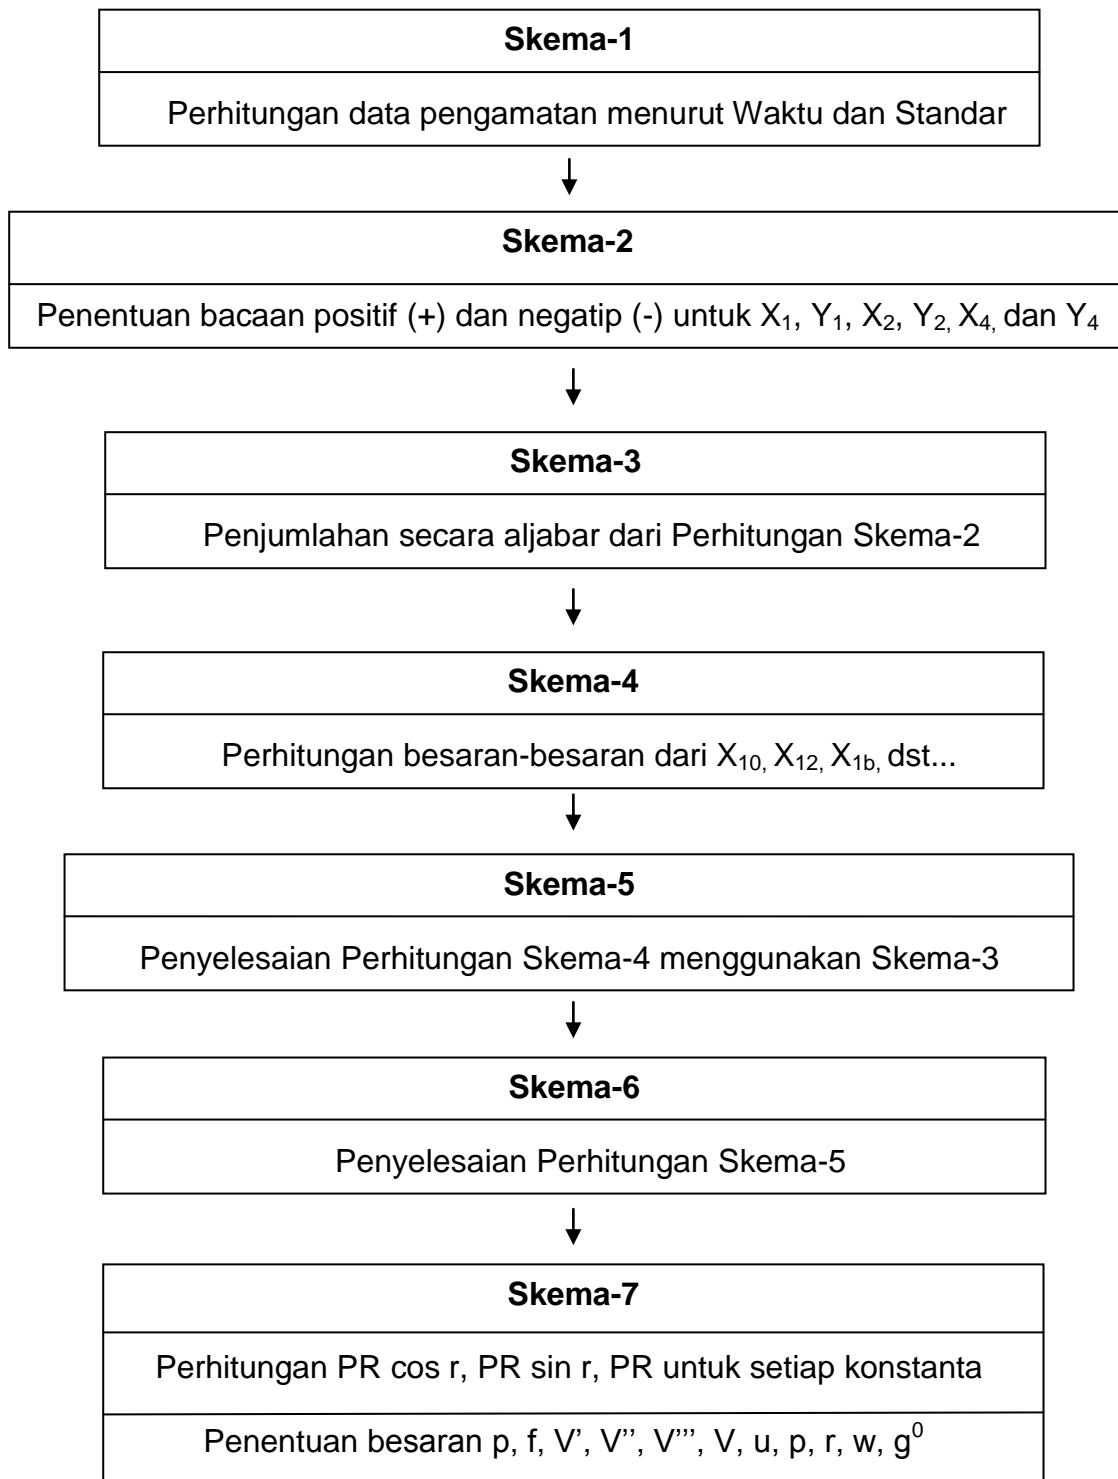 Skema-1
Perhitungan data pengamatan menurut Waktu dan Standar
Skema-2
Penentuan bacaan positif (+) dan negatip (-) untuk X₁, Y₁, X₂, Y₂, X₄, dan Y₄
Skema-3
Penjumlahan secara aljabar dari Perhitungan Skema-2
Skema-4
Perhitungan besaran-besaran dari X₁₀, X₁₂, X₁b, dst...
Skema-5
Penyelesaian Perhitungan Skema-4 menggunakan Skema-3
Skema-6
Penyelesaian Perhitungan Skema-5
Skema-7
Perhitungan PR cos r, PR sin r, PR untuk setiap konstanta
Penentuan besaran p, f, V', V'', V''', V, u, p, r, w, g⁰